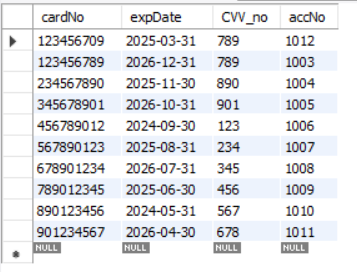 cardNo expDate CVV_no accNo
123456709 2025-03-31 789 1012
123456789 2026-12-31 789 1003
234567890 2025-11-30 890 1004
345678901 2026-10-31 901 1005
456789012 2024-09-30 123 1006
567890123 2025-08-31 234 1007
678901234 2026-07-31 345 1008
789012345 2025-06-30 456 1009
890123456 2024-05-31 567 1010
901234567 2026-04-30 678 1011
NULL NULL NULL NULL